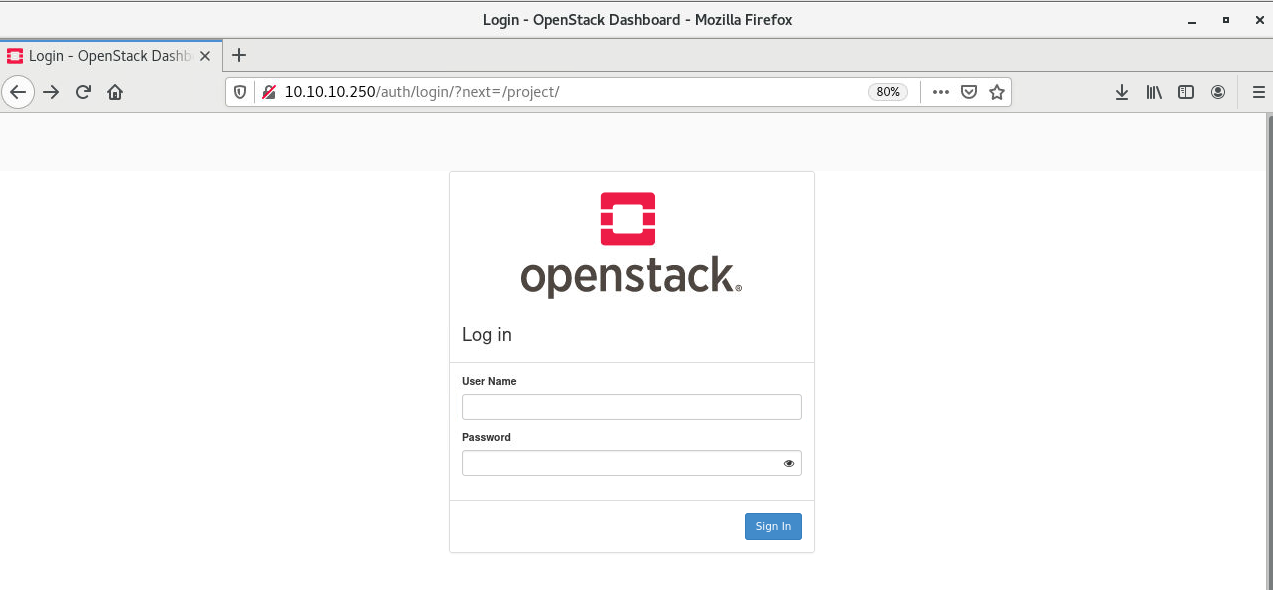 Login - OpenStack Dashboard - Mozilla Firefox
Login - OpenStack Dashb
10.10.10.250/auth/login/?next=/project/
80%
openstack®
Log in
User Name
Password
Sign In